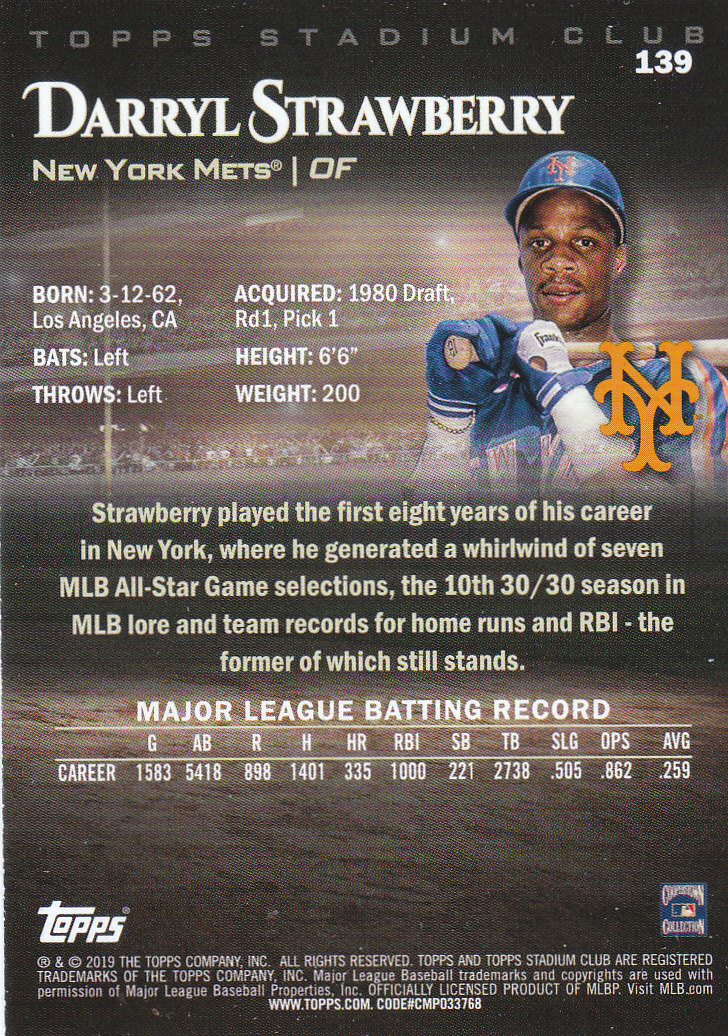 TOPPS STADIUM CLUB
139
DARRYL STRAWBERRY
NEW YORK METS® | OF
BORN: 3-12-62,
Los Angeles, CA
ACQUIRED: 1980 Draft,
Rd1, Pick 1
BATS: Left
HEIGHT: 6'6"
THROWS: Left
WEIGHT: 200
NY
Strawberry played the first eight years of his career
in New York, where he generated a whirlwind of seven
MLB All-Star Game selections, the 10th 30/30 season in
MLB lore and team records for home runs and RBI - the
former of which still stands.
MAJOR LEAGUE BATTING RECORD
G AB R H HR RBI SB TB SLG OPS AVG
CAREER 1583 5418 898 1401 335 1000 221 2738 .505 .862 .259
topps®
COOPERSTOWN
COLLECTION
® & © 2019 THE TOPPS COMPANY, INC. ALL RIGHTS RESERVED. TOPPS AND TOPPS STADIUM CLUB ARE REGISTERED
TRADEMARKS OF THE TOPPS COMPANY, INC. Major League Baseball trademarks and copyrights are used with
permission of Major League Baseball Properties, Inc. OFFICIALLY LICENSED PRODUCT OF MLBP. Visit MLB.com
WWW.TOPPS.COM. CODE#CMP033768